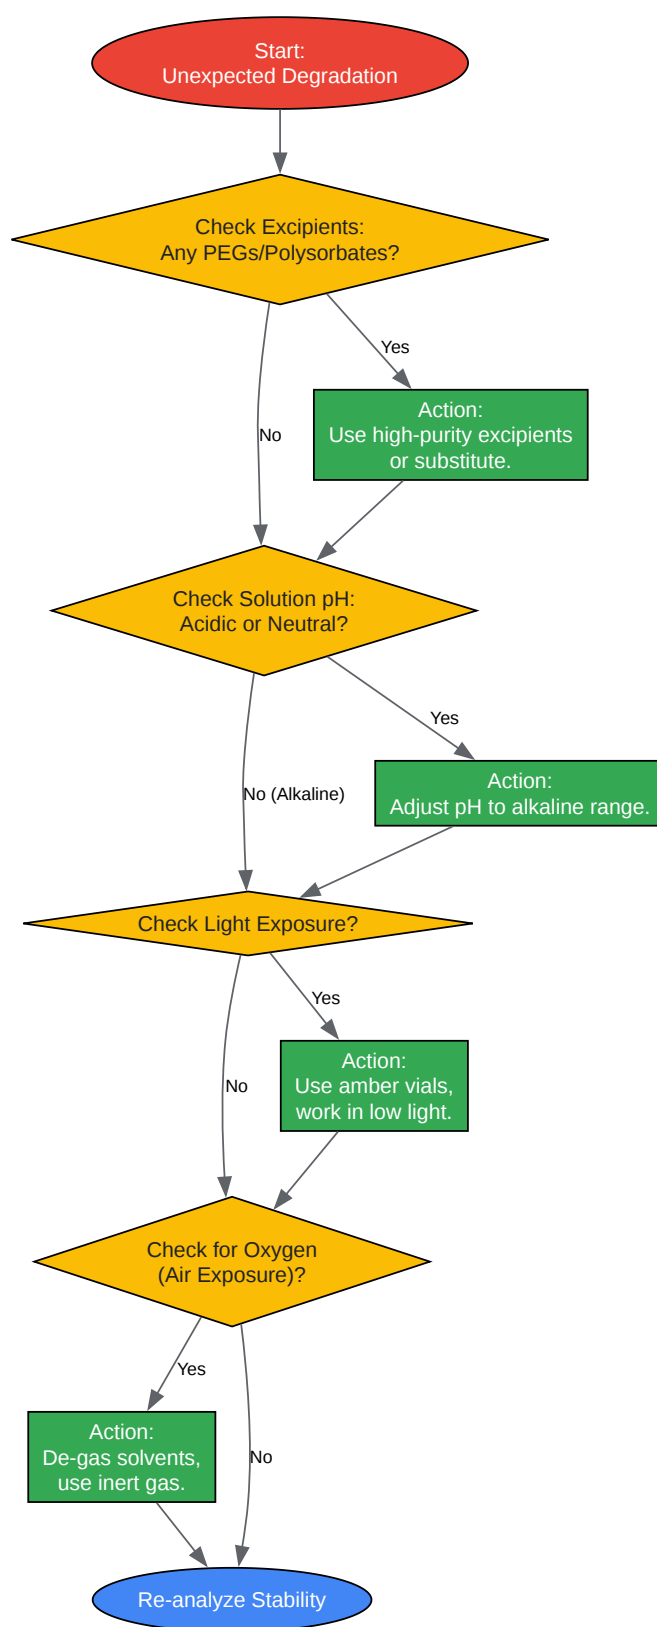 Start:
Unexpected Degradation
Check Excipients:
Any PEGs/Polysorbates?
Yes
Action:
Use high-purity excipients
or substitute.
No
Check Solution pH:
Acidic or Neutral?
Yes
Action:
Adjust pH to alkaline range.
No (Alkaline)
Check Light Exposure?
Yes
Action:
Use amber vials,
work in low light.
No
Check for Oxygen
(Air Exposure)?
Yes
Action:
De-gas solvents,
use inert gas.
No
Re-analyze Stability